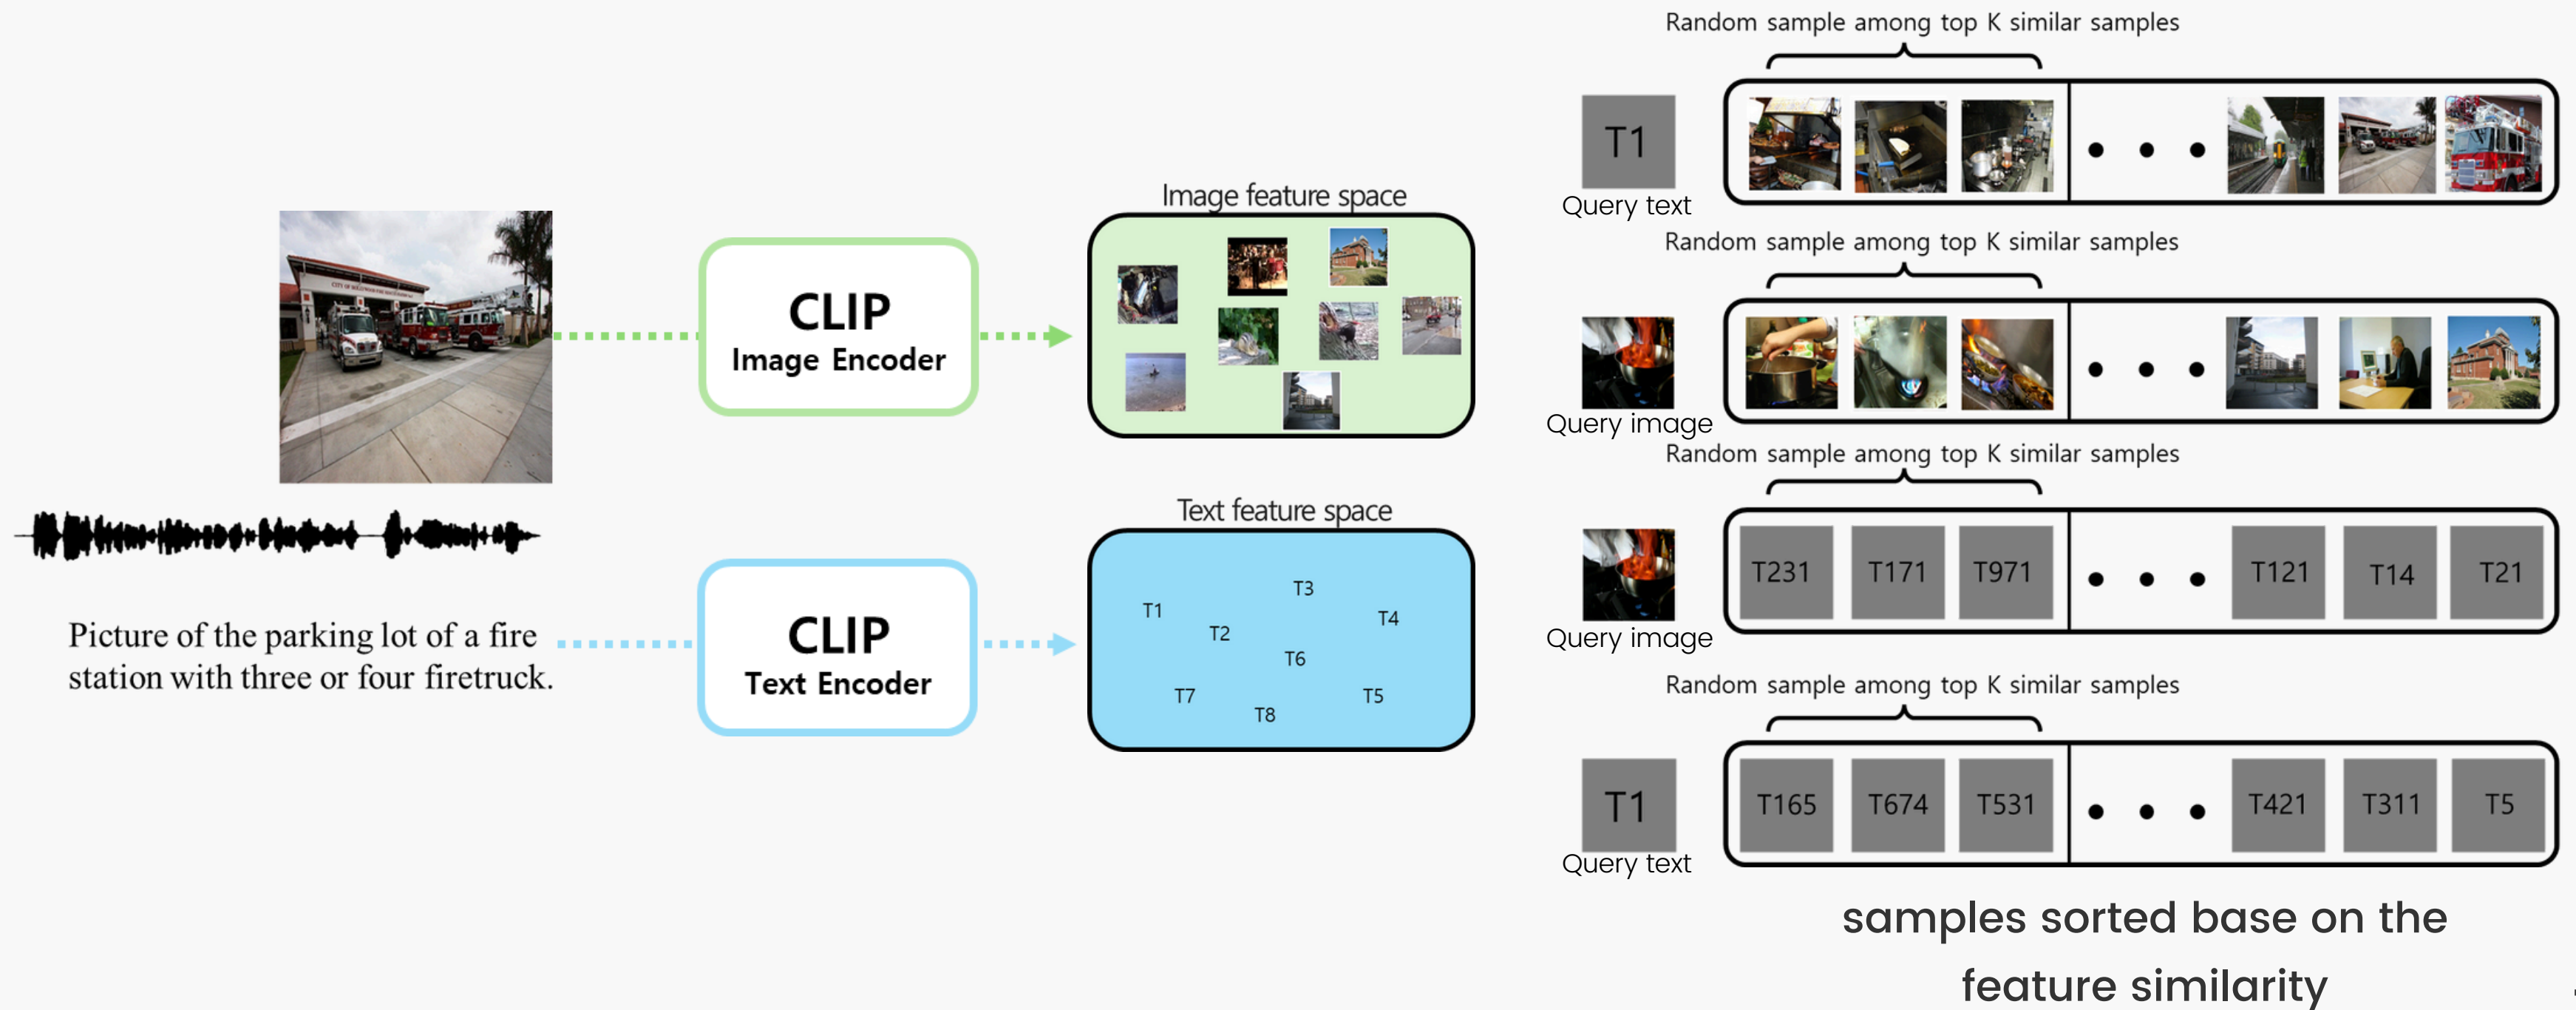 Picture of the parking lot of a fire
station with three or four firetruck.
CLIP
Image Encoder
CLIP
Text Encoder
Image feature space
Text feature space
T1
T2
T3
T4
T6
T7
T8
T5
Random sample among top K similar samples
T1
Query text
Random sample among top K similar samples
Query image
Random sample among top K similar samples
T231 T171 T971 T121 T14 T21
Query image
Random sample among top K similar samples
T1
T165 T674 T531 T421 T311 T5
Query text
samples sorted base on the
feature similarity